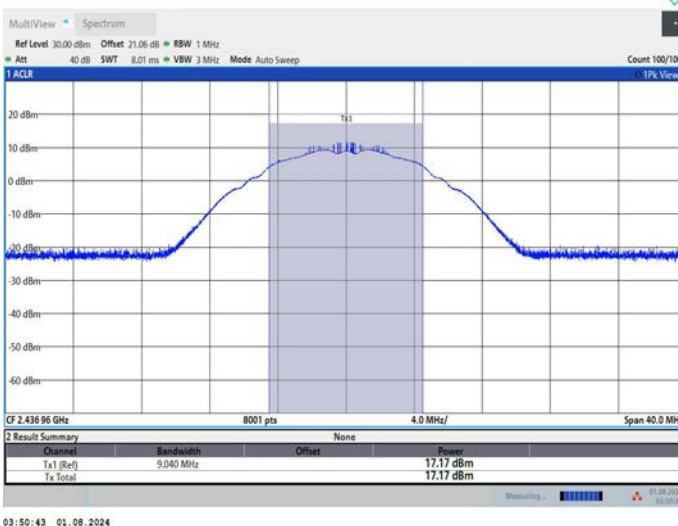 MultiView Spectrum
Ref Level 30.00 dBm Offset 21.06 dB RBW 1 MHz
Att 40 dB SWT 8.01 ms VBW 3 MHz Mode Auto Sweep Count 100/100
1 ACLR 1Pk View
Tx1
20 dBm
10 dBm
0 dBm
-10 dBm
-20 dBm
-30 dBm
-40 dBm
-50 dBm
-60 dBm
CF 2.436 96 GHz 8001 pts 4.0 MHz/ Span 40.0 MH
2 Result Summary None
Channel Bandwidth Offset Power
Tx1 (Ref) 9.040 MHz 17.17 dBm
Tx Total 17.17 dBm
Measuring...
03:50:43 01.08.2024